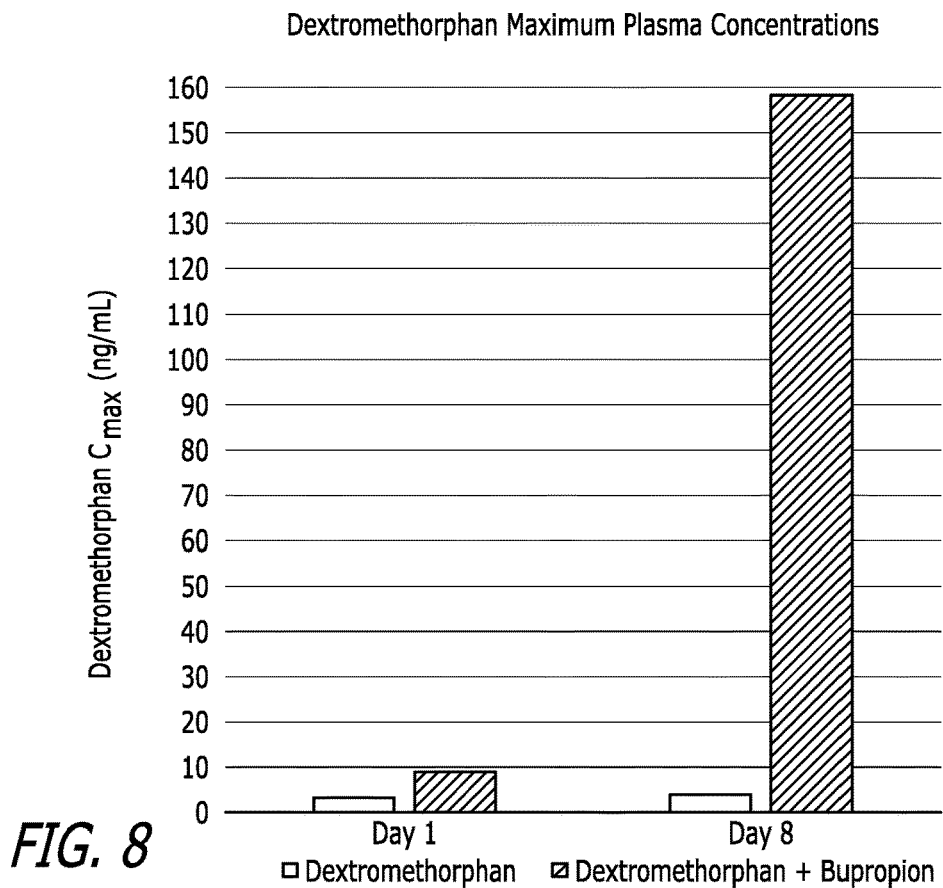 Dextromethorphan Maximum Plasma Concentrations
Dextromethorphan Cmax (ng/mL)
160
150
140
130
120
110
100
90
80
70
60
50
40
30
20
10
0
Day 1
Day 8
Dextromethorphan
Dextromethorphan + Bupropion
FIG. 8